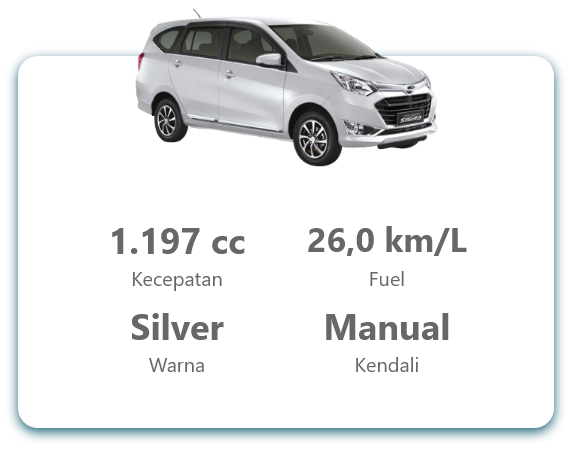 1.197 cc
26,0 km/L
Kecepatan
Fuel
Silver
Manual
Warna
Kendali